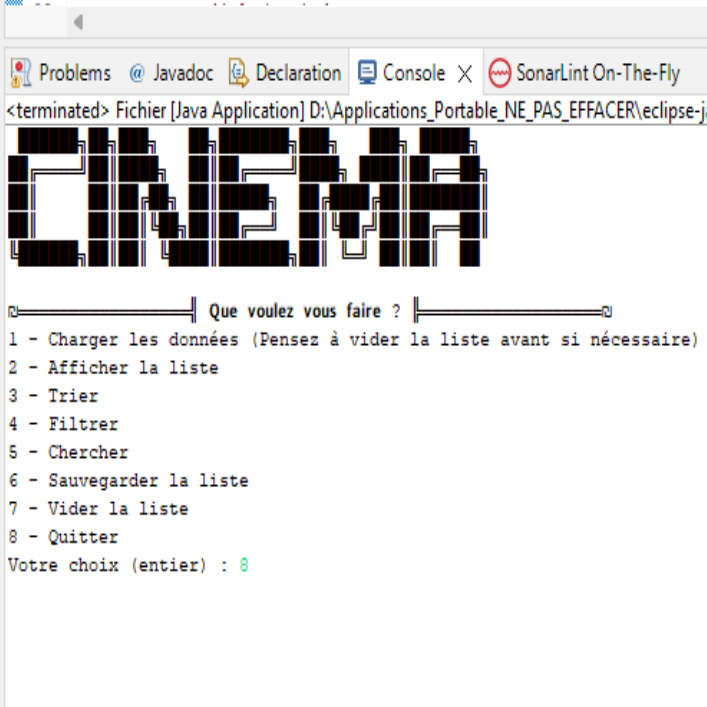 Problems @ Javadoc Declaration Console SonarLint On-The-Fly
<terminated> Fichier [Java Application] D:\Applications_Portable_NE_PAS_EFFACER\eclipse-j
CINEMA
Que voulez vous faire ?
1 - Charger les données (Pensez à vider la liste avant si nécessaire)
2 - Afficher la liste
3 - Trier
4 - Filtrer
5 - Chercher
6 - Sauvegarder la liste
7 - Vider la liste
8 - Quitter
Votre choix (entier) : 8